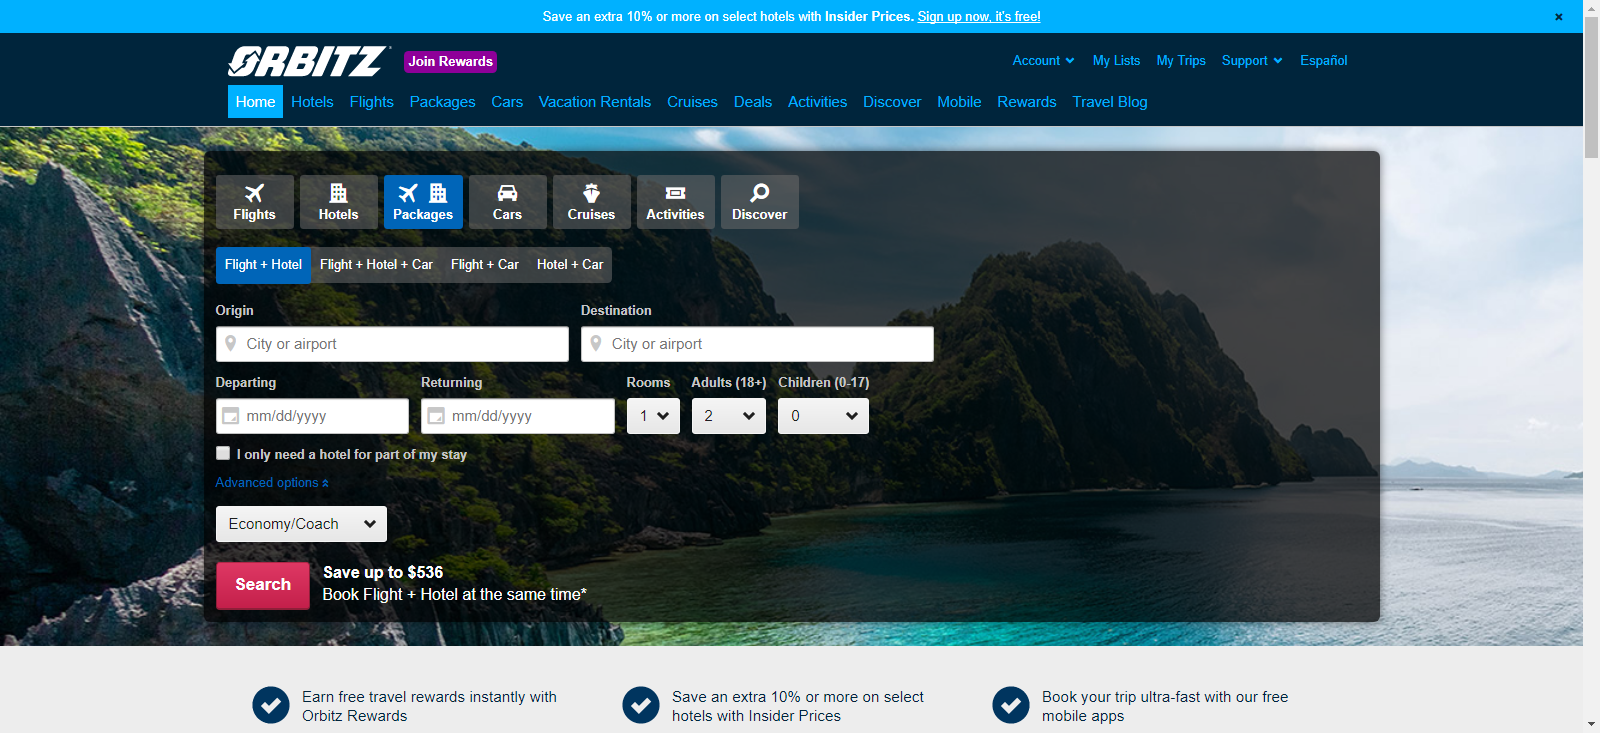 Save an extra 10% or more on select hotels with Insider Prices. Sign up now, it's free! ×
ORBITZ Join Rewards
Account My Lists My Trips Support Español
Home Hotels Flights Packages Cars Vacation Rentals Cruises Deals Activities Discover Mobile Rewards Travel Blog
Flights Hotels Packages Cars Cruises Activities Discover
Flight + Hotel Flight + Hotel + Car Flight + Car Hotel + Car
Origin Destination
City or airport City or airport
Departing Returning Rooms Adults (18+) Children (0-17)
mm/dd/yyyy mm/dd/yyyy 1 2 0
I only need a hotel for part of my stay
Advanced options
Economy/Coach
Search
Save up to $536
Book Flight + Hotel at the same time*
Earn free travel rewards instantly with
Orbitz Rewards
Save an extra 10% or more on select
hotels with Insider Prices
Book your trip ultra-fast with our free
mobile apps